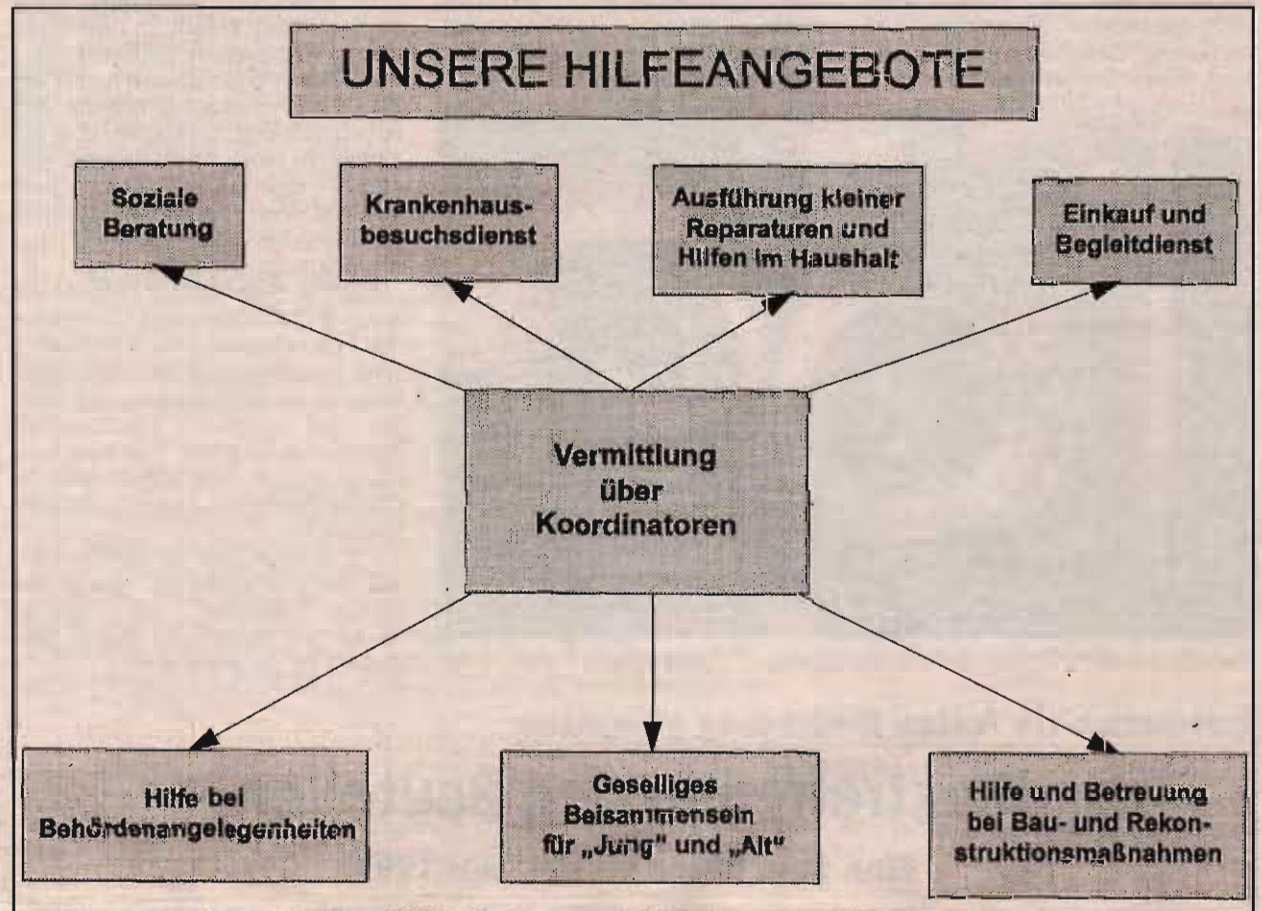 UNSERE HILFEANGEBOTE
Soziale
Beratung
Krankenhaus-
besuchsdienst
Ausführung kleiner
Reparaturen und
Hilfen im Haushalt
Einkauf und
Begleitdienst
Vermittlung
über
Koordinatoren
Hilfe bei
Behördenangelegenheiten
Geselliges
Beisammensein
für „Jung" und „Alt"
Hilfe und Betreuung
bei Bau- und Rekon-
struktionsmaßnahmen